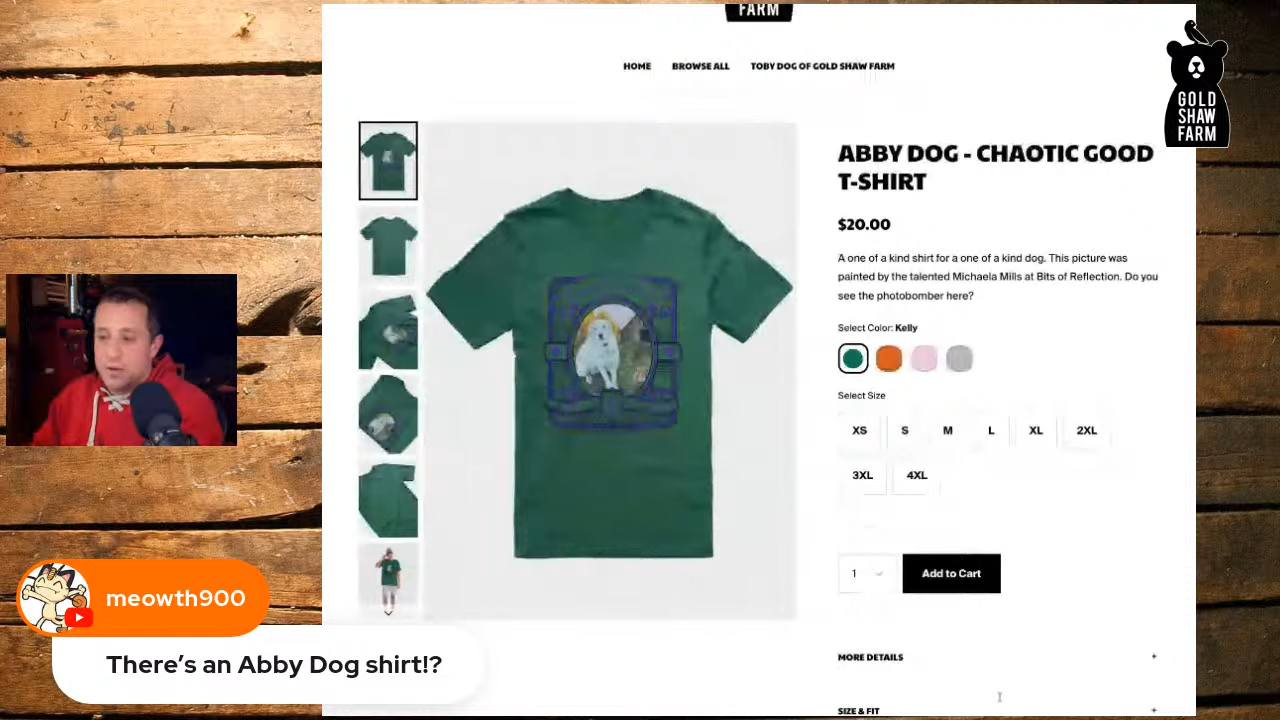 FARM
HOME BROWSE ALL TOBY DOG OF GOLD SHAW FARM
GOLD
SHAW
FARM
ABBY DOG - CHAOTIC GOOD
T-SHIRT
$20.00
A one of a kind shirt for a one of a kind dog. This picture was
painted by the talented Michaela Mills at Bits of Reflection. Do you
see the photobomber here?
Select Color: Kelly
Select Size
XS S M L XL 2XL
3XL 4XL
1 Add to Cart
MORE DETAILS +
SIZE & FIT +
meowth900
There’s an Abby Dog shirt!?